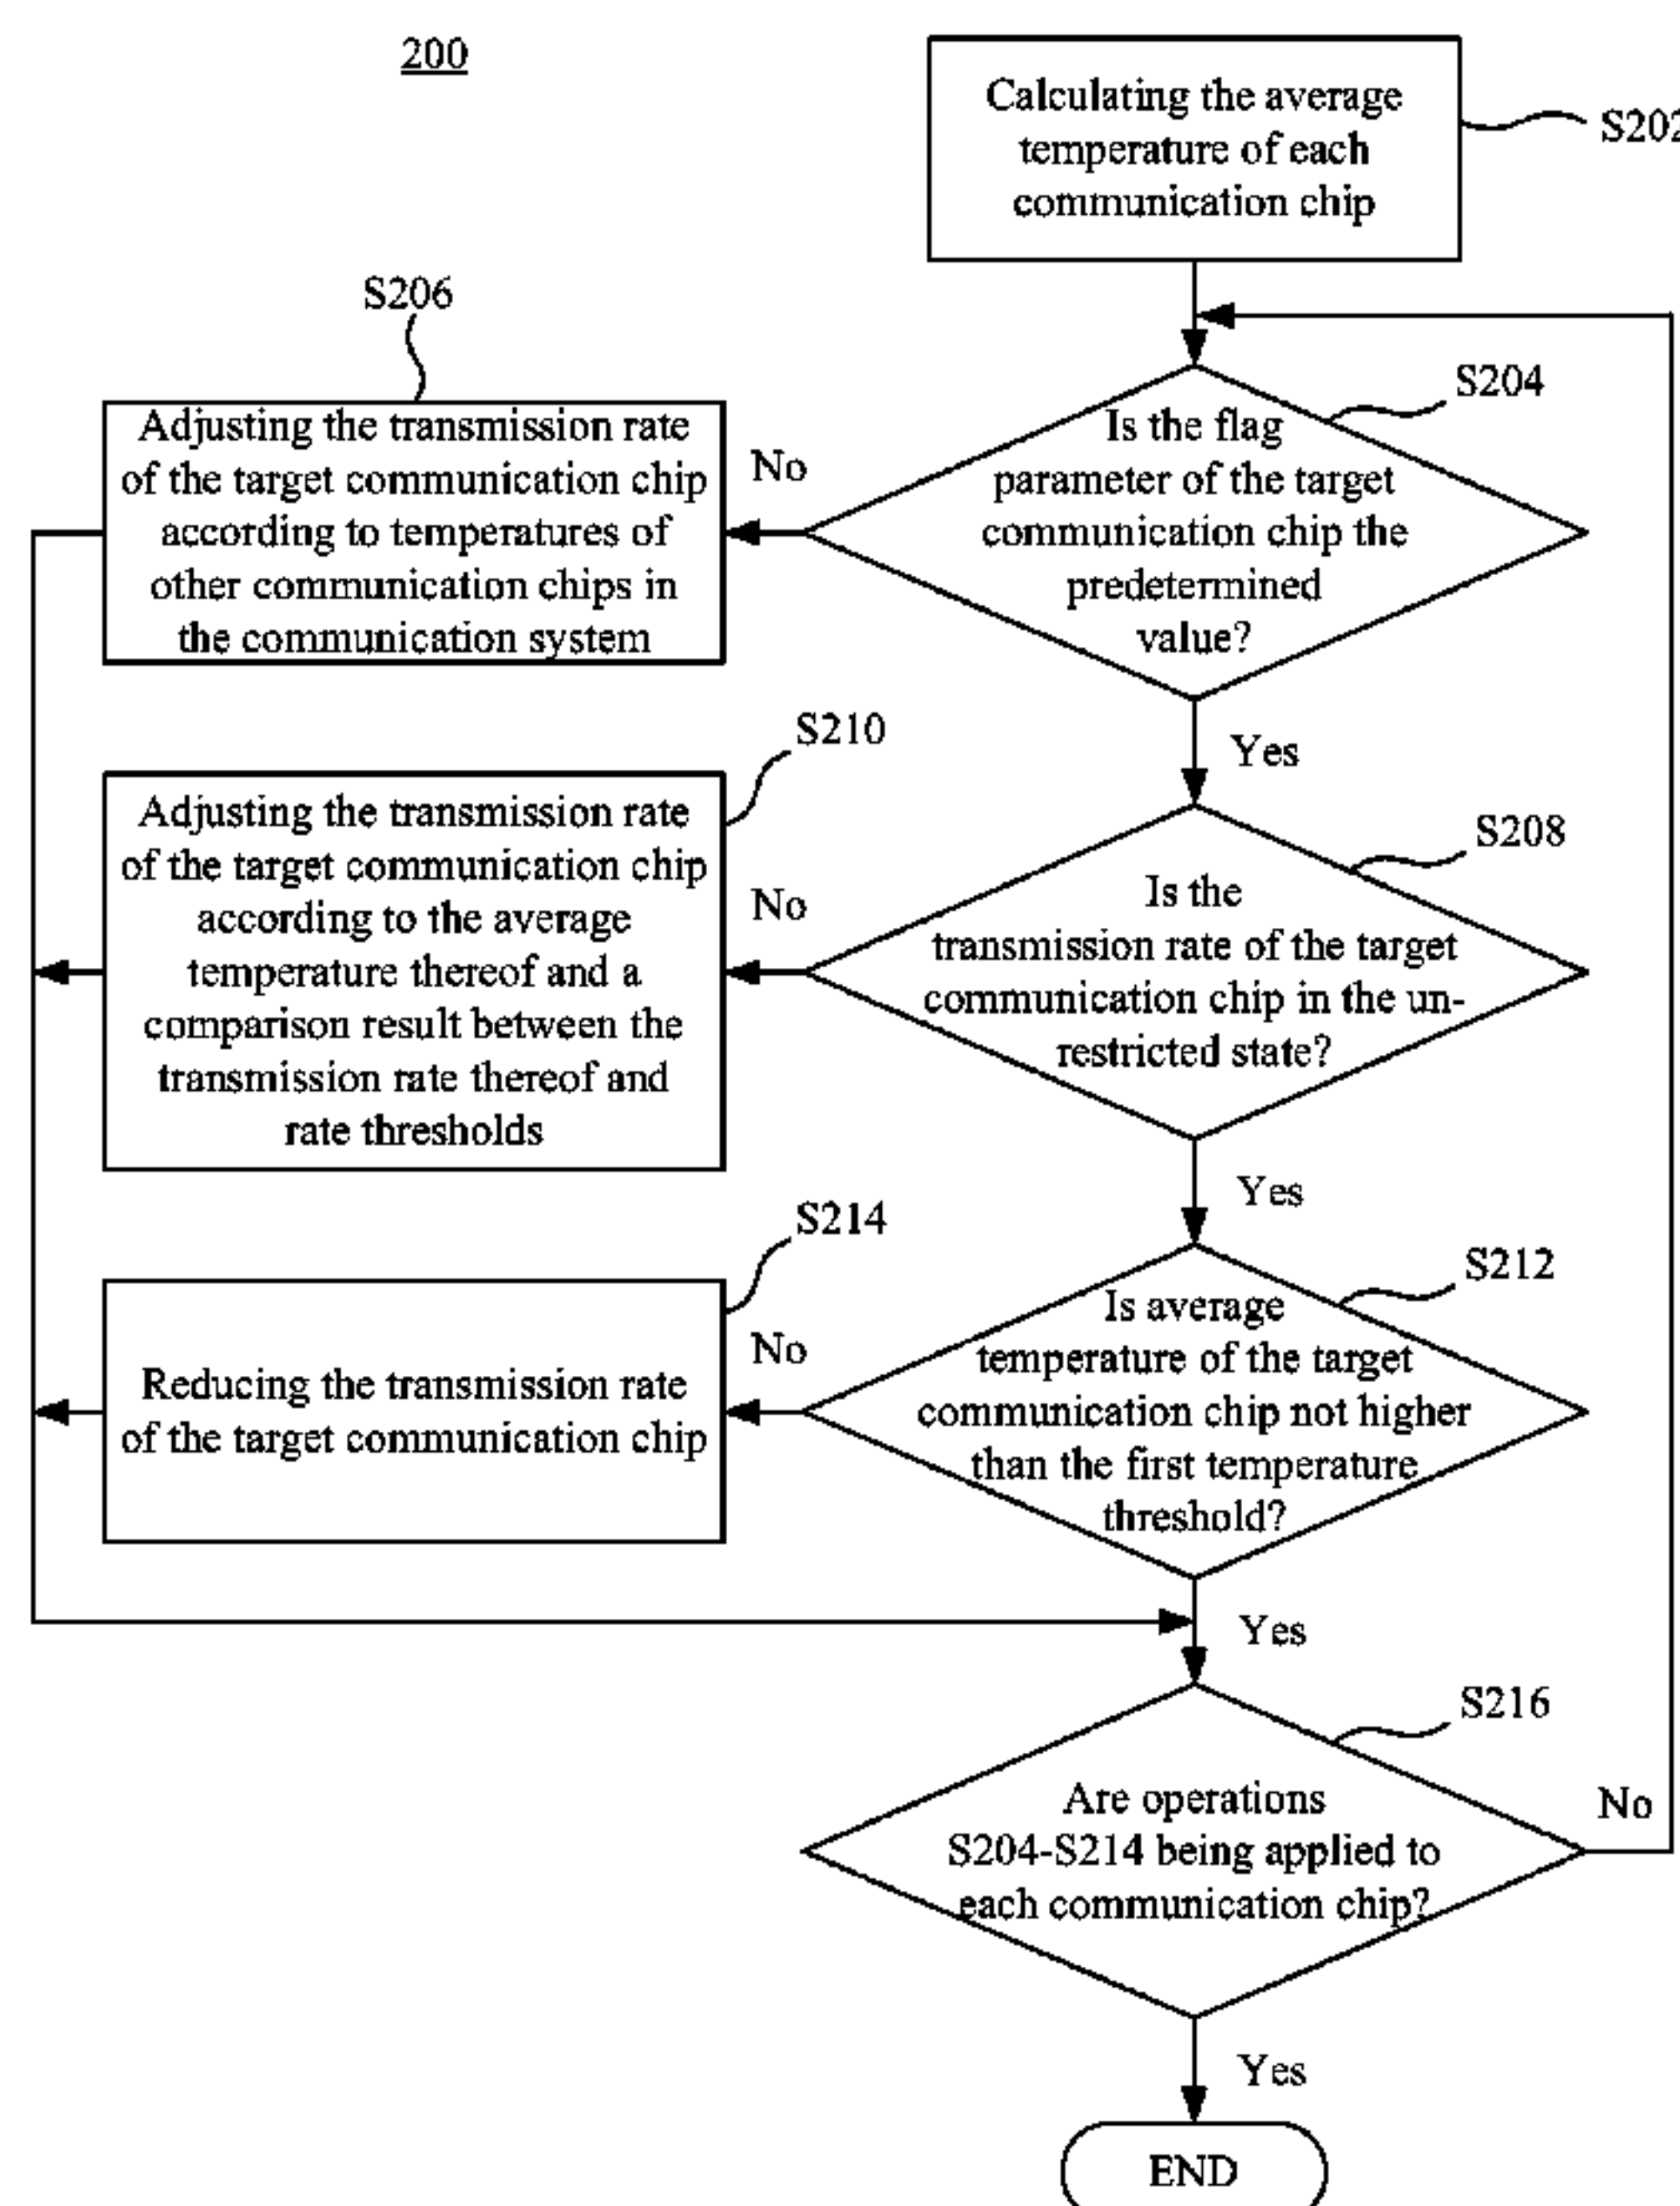 200
Calculating the average
temperature of each
communication chip
S202
S206
Adjusting the transmission rate
of the target communication chip
according to temperatures of
other communication chips in
the communication system
No
S204
Is the flag
parameter of the target
communication chip the
predetermined
value?
Yes
S210
Adjusting the transmission rate
of the target communication chip
according to the average
temperature thereof and a
comparison result between the
transmission rate thereof and
rate thresholds
No
S208
Is the
transmission rate of the target
communication chip in the un-
restricted state?
Yes
S214
Reducing the transmission rate
of the target communication chip
No
S212
Is average
temperature of the target
communication chip not higher
than the first temperature
threshold?
Yes
S216
Are operations
S204-S214 being applied to
each communication chip?
No
Yes
END